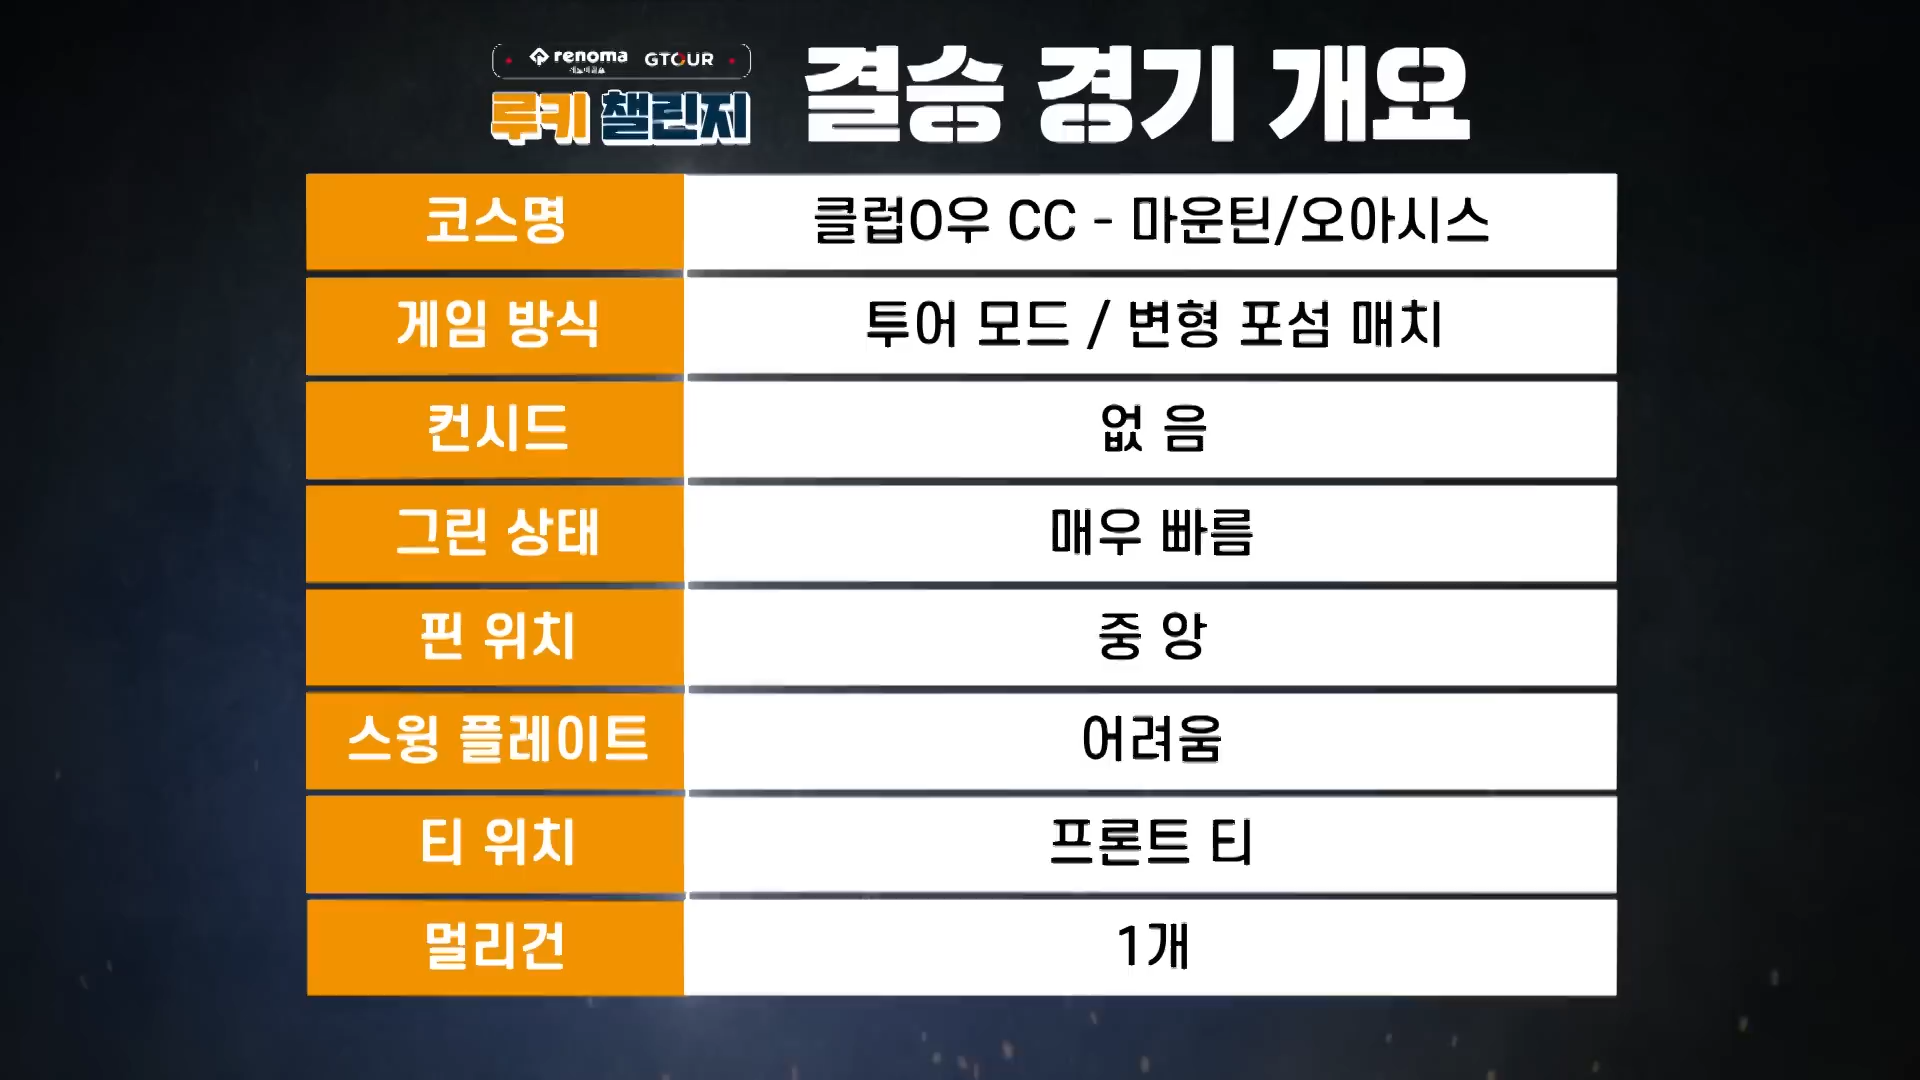 renoma GTOUR
루키 챌린지
결승 경기 개요
코스명 클럽O우 CC - 마운틴/오아시스
게임 방식 투어 모드 / 변형 포섬 매치
컨시드 없 음
그린 상태 매우 빠름
핀 위치 중 앙
스윙 플레이트 어려움
티 위치 프론트 티
멀리건 1개